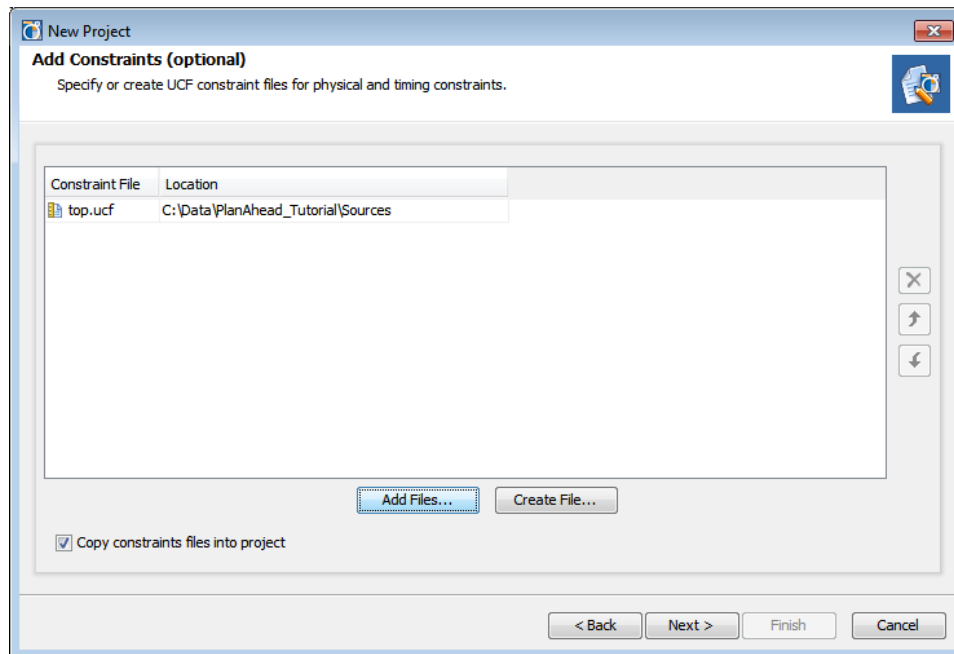 New Project
Add Constraints (optional)
Specify or create UCF constraint files for physical and timing constraints.
Constraint File Location
top.ucf C:\Data\PlanAhead_Tutorial\Sources
Add Files... Create File...
Copy constraints files into project
< Back Next > Finish Cancel